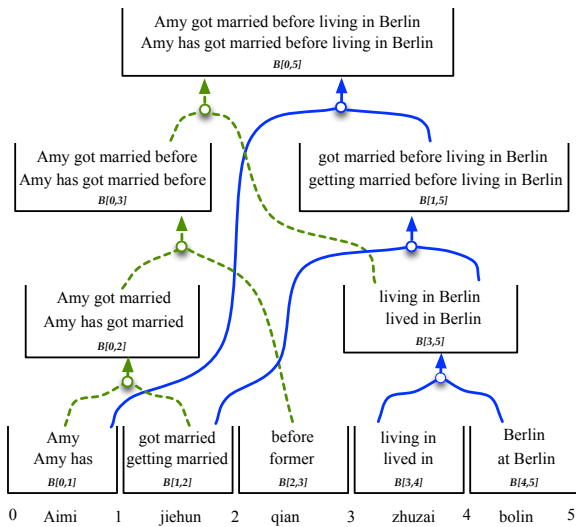 Amy got married before living in Berlin
Amy has got married before living in Berlin
B[0,5]
Amy got married before
Amy has got married before
B[0,3]
got married before living in Berlin
getting married before living in Berlin
B[1,5]
Amy got married
Amy has got married
B[0,2]
living in Berlin
lived in Berlin
B[3,5]
Amy
Amy has
B[0,1]
got married
getting married
B[1,2]
before
former
B[2,3]
living in
lived in
B[3,4]
Berlin
at Berlin
B[4,5]
0 Aimi 1 jiehun 2 qian 3 zhuzai 4 bolin 5